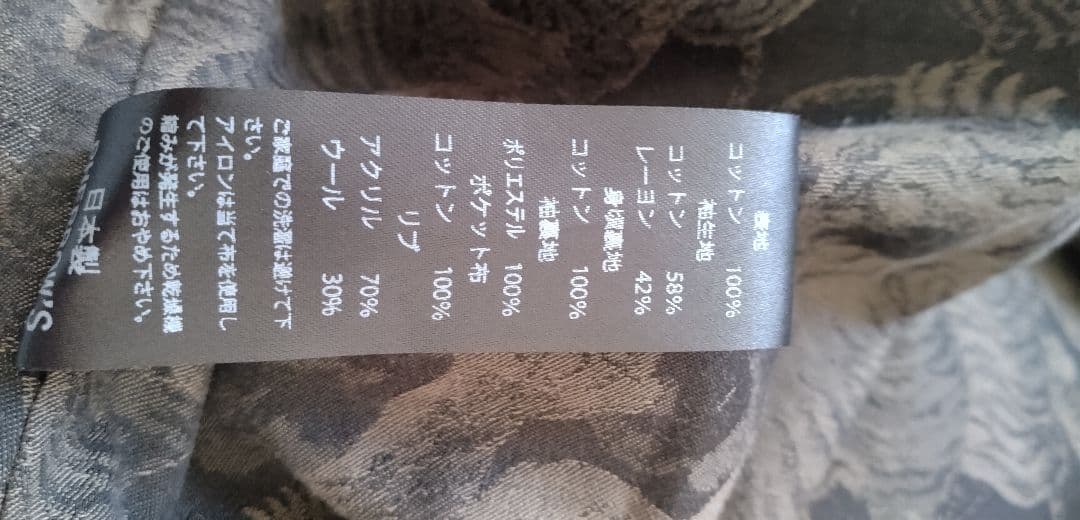 表地
コットン 100%
袖生地
コットン 58%
レーヨン 42%
身頃裏地
コットン 100%
袖裏地
ポリエステル 100%
ポケット布
コットン 100%
リブ
アクリル 70%
ウール 30%
ご家庭での洗濯は避けて下
さい。
アイロンは当て布を使用し
て下さい。
縮みが発生するため乾燥機
のご使用はおやめ下さい。
日本製